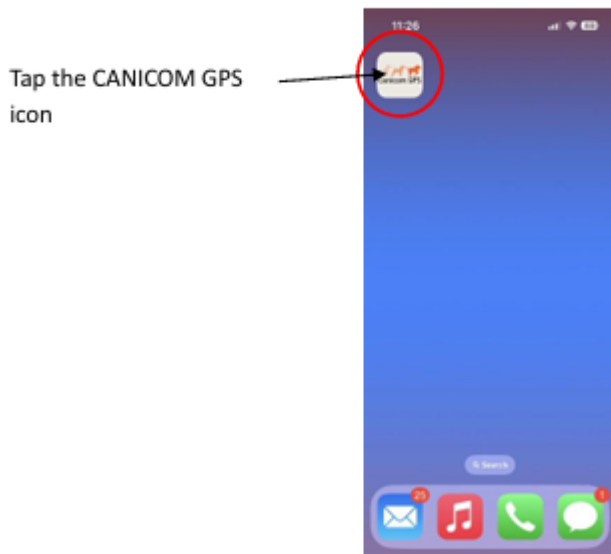 11:26
Canicom GPS
Tap the CANICOM GPS
icon
Search
25
1